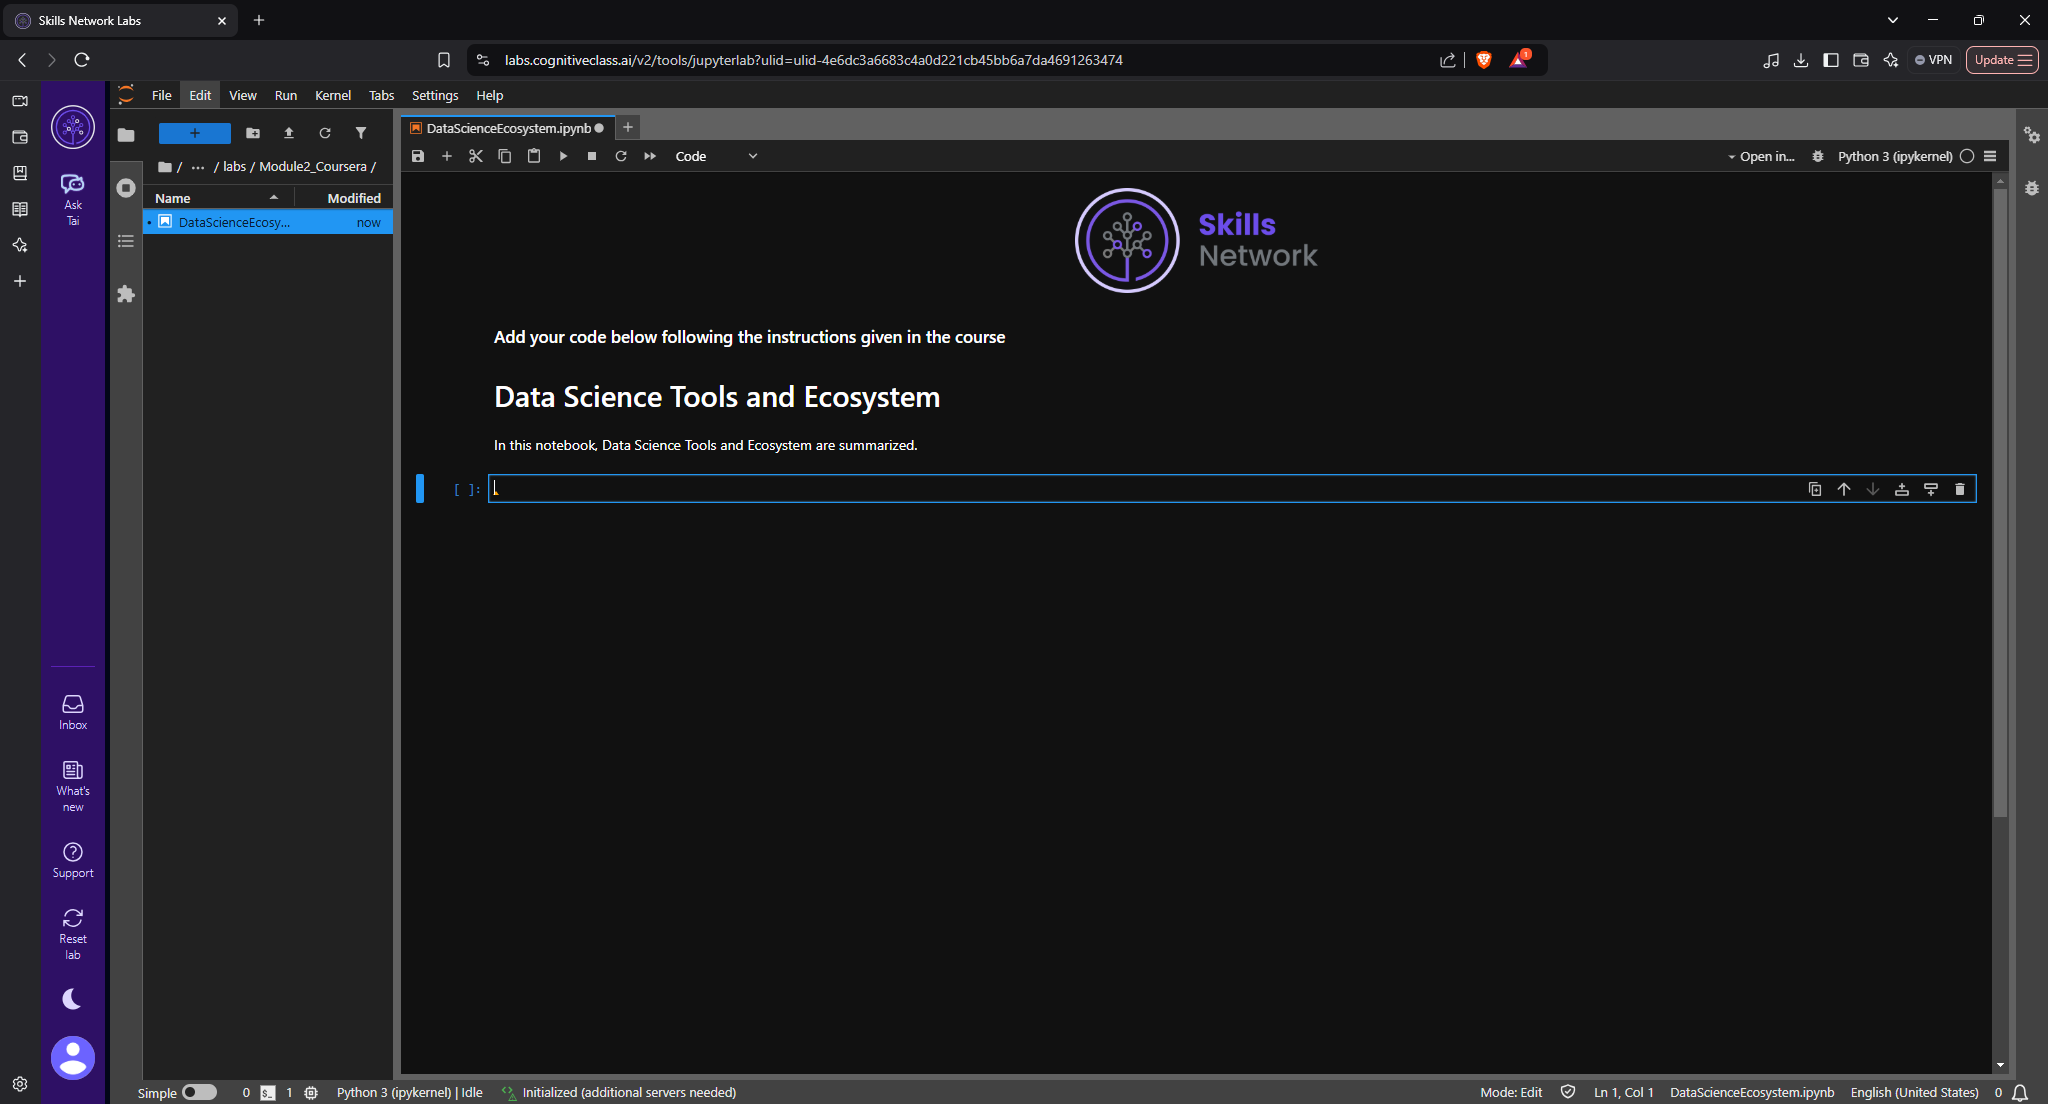 Skills Network Labs
labs.cognitiveclass.ai/v2/tools/jupyterlab?ulid=ulid-4e6dc3a6683c4a0d221cb45bb6a7da4691263474
1
VPN
Update
File Edit View Run Kernel Tabs Settings Help
Ask
Tai
/ ··· / labs / Module2_Coursera /
Name Modified
DataScienceEcosy... now
DataScienceEcosystem.ipynb
Code
Open in...
Python 3 (ipykernel)
Skills
Network
Add your code below following the instructions given in the course
Data Science Tools and Ecosystem
In this notebook, Data Science Tools and Ecosystem are summarized.
[ ]:
Inbox
What's
new
Support
Reset
lab
Simple 0 $_ 1 Python 3 (ipykernel) | Idle Initialized (additional servers needed)
Mode: Edit Ln 1, Col 1 DataScienceEcosystem.ipynb English (United States) 0